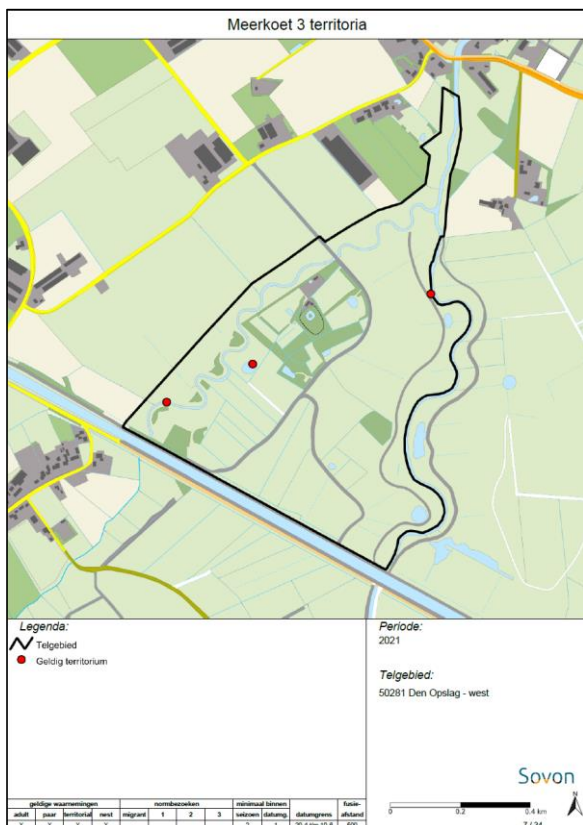 Meerkoet 3 territoria
Legenda:
Telgebied
Geldig territorium
Periode:
2021
Telgebied:
50281 Den Opslag - west
Sovon
0 0.2 0.4 km
N
7 / 34
geldige waarnemingen normbezoeken minimaal binnen fusie-
adult paar territoriaal nest migrant 1 2 3 seizoen datumg. datumgrens afstand